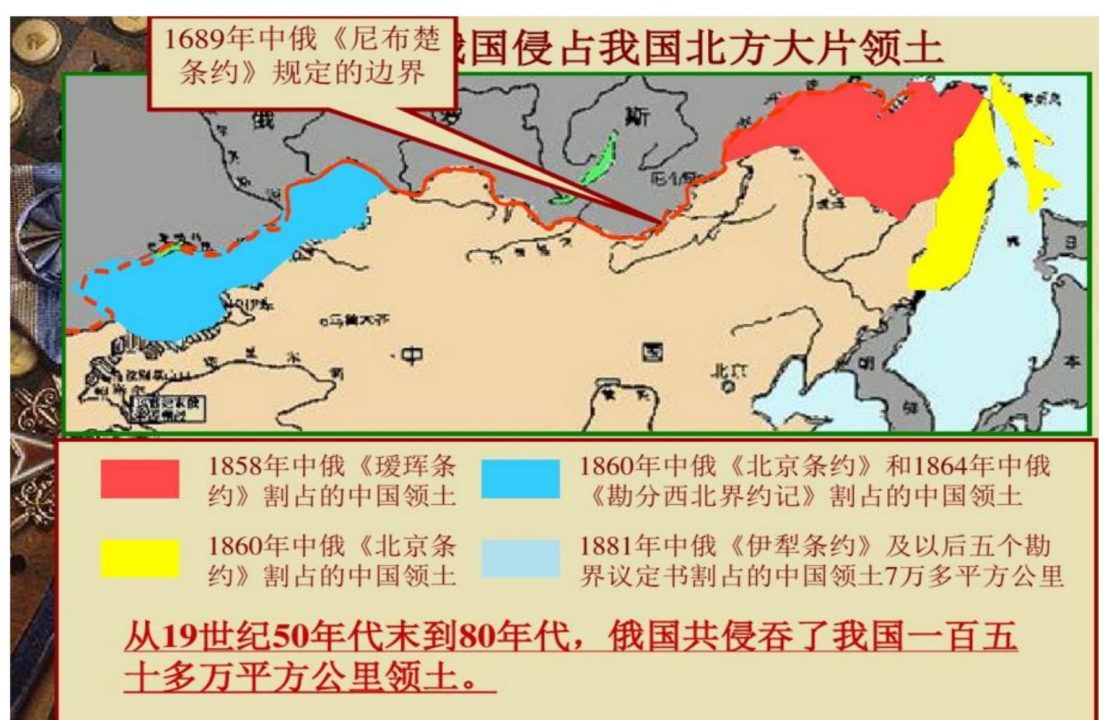 1689年中俄《尼布楚
条约》规定的边界
国侵占我国北方大片领土
俄
罗
斯
中
国
北京
朝
日
本
1858年中俄《瑷珲条
约》割占的中国领土
1860年中俄《北京条约》和1864年中俄
《勘分西北界约记》割占的中国领土
1860年中俄《北京条
约》割占的中国领土
1881年中俄《伊犁条约》及以后五个勘
界议定书割占的中国领土7万多平方公里
从19世纪50年代末到80年代，俄国共侵吞了我国一百五
十多万平方公里领土。